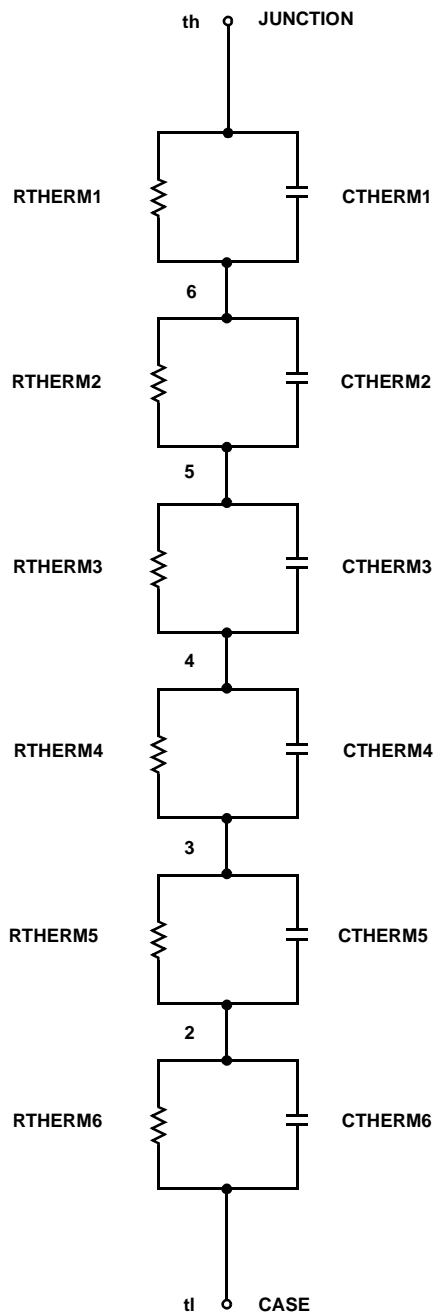 th JUNCTION
RTHERM1 CTHERM1
6
RTHERM2 CTHERM2
5
RTHERM3 CTHERM3
4
RTHERM4 CTHERM4
3
RTHERM5 CTHERM5
2
RTHERM6 CTHERM6
tl CASE